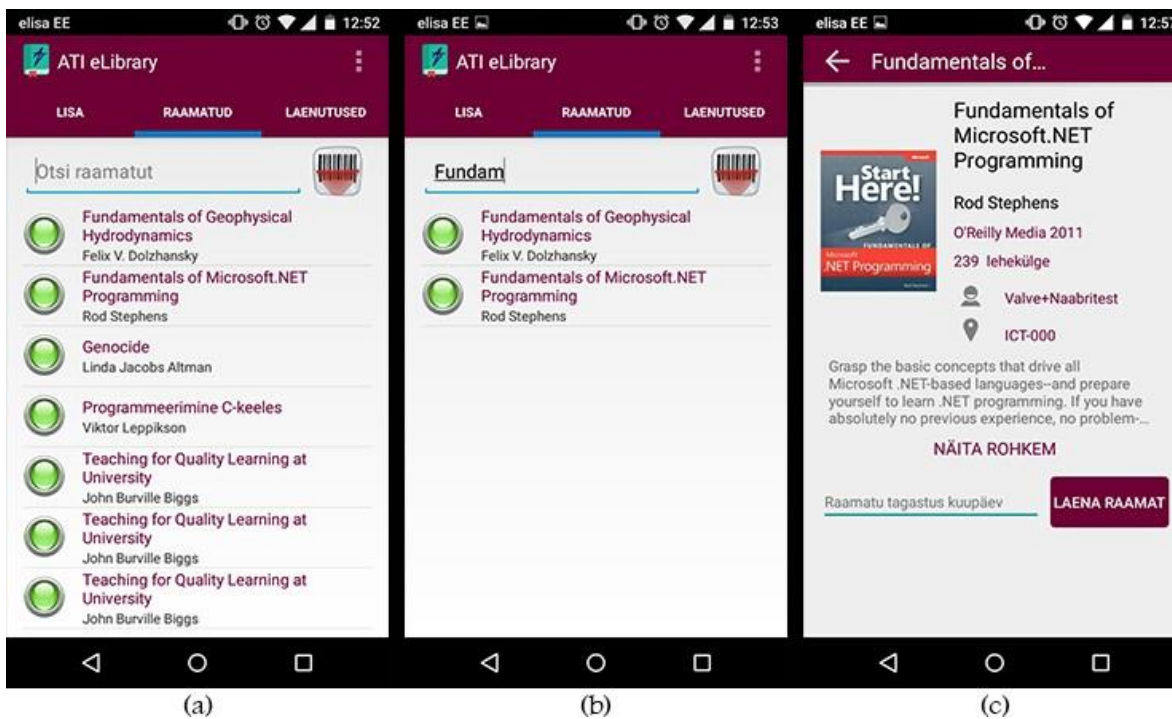 elisa EE 12:52
ATI eLibrary
LISA RAAMATUD LAENUTUSED
Otsi raamatut
Fundamentals of Geophysical
Hydrodynamics
Felix V. Dolzhansky
Fundamentals of Microsoft.NET
Programming
Rod Stephens
Genocide
Linda Jacobs Altman
Programmeerimine C-keeles
Viktor Leppikson
Teaching for Quality Learning at
University
John Burville Biggs
Teaching for Quality Learning at
University
John Burville Biggs
Teaching for Quality Learning at
University
John Burville Biggs
(a)
elisa EE 12:53
ATI eLibrary
LISA RAAMATUD LAENUTUSED
Fundam
Fundamentals of Geophysical
Hydrodynamics
Felix V. Dolzhansky
Fundamentals of Microsoft.NET
Programming
Rod Stephens
(b)
elisa EE
Fundamentals of...
Fundamentals of
Microsoft.NET
Programming
Start
Here!
FUNDAMENTALS OF
Microsoft
.NET Programming
Rod Stephens
O'Reilly Media 2011
239 lehekülge
Valve+Naabritest
ICT-000
Grasp the basic concepts that drive all
Microsoft .NET-based languages--and prepare
yourself to learn .NET programming. If you have
absolutely no previous experience, no problem-...
NÄITA ROHKEM
Raamatu tagastus kuupäev
LAENA RAAMAT
(c)